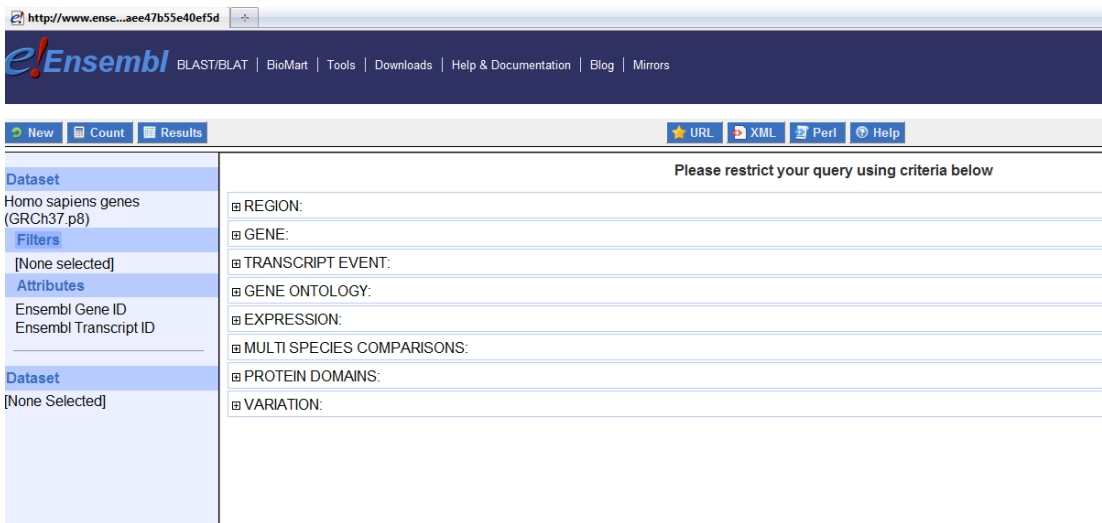 http://www.ense...aee47b55e40ef5d
e!Ensembl BLAST/BLAT | BioMart | Tools | Downloads | Help & Documentation | Blog | Mirrors
New Count Results URL XML Perl Help
Please restrict your query using criteria below
Dataset
Homo sapiens genes
(GRCh37.p8)
Filters
[None selected]
Attributes
Ensembl Gene ID
Ensembl Transcript ID
Dataset
[None Selected]
REGION:
GENE:
TRANSCRIPT EVENT:
GENE ONTOLOGY:
EXPRESSION:
MULTI SPECIES COMPARISONS:
PROTEIN DOMAINS:
VARIATION: